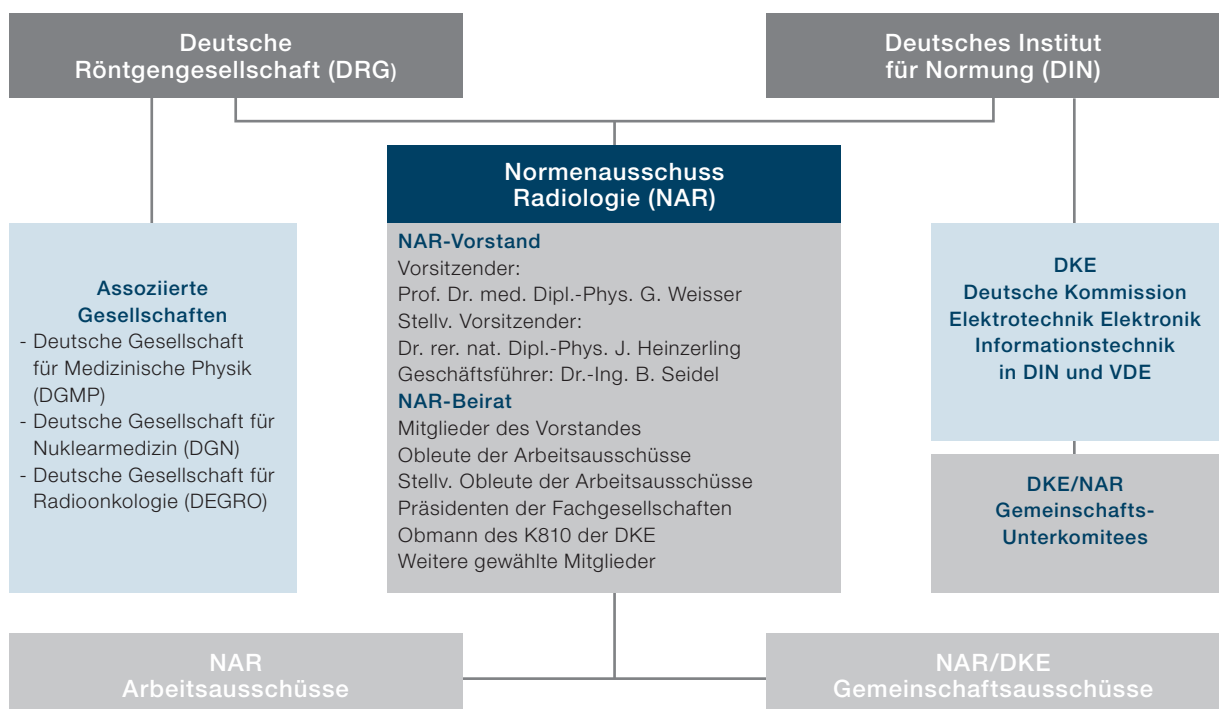 Deutsche
Röntgengesellschaft (DRG)
Deutsches Institut
für Normung (DIN)
Normenausschuss
Radiologie (NAR)
NAR-Vorstand
Vorsitzender:
Prof. Dr. med. Dipl.-Phys. G. Weisser
Stellv. Vorsitzender:
Dr. rer. nat. Dipl.-Phys. J. Heinzerling
Geschäftsführer: Dr.-Ing. B. Seidel
NAR-Beirat
Mitglieder des Vorstandes
Obleute der Arbeitsausschüsse
Stellv. Obleute der Arbeitsausschüsse
Präsidenten der Fachgesellschaften
Obmann des K810 der DKE
Weitere gewählte Mitglieder
Assoziierte
Gesellschaften
- Deutsche Gesellschaft
für Medizinische Physik
(DGMP)
- Deutsche Gesellschaft für
Nuklearmedizin (DGN)
- Deutsche Gesellschaft für
Radioonkologie (DEGRO)
DKE
Deutsche Kommission
Elektrotechnik Elektronik
Informationstechnik
in DIN und VDE
DKE/NAR
Gemeinschafts-
Unterkomitees
NAR
Arbeitsausschüsse
NAR/DKE
Gemeinschaftsausschüsse